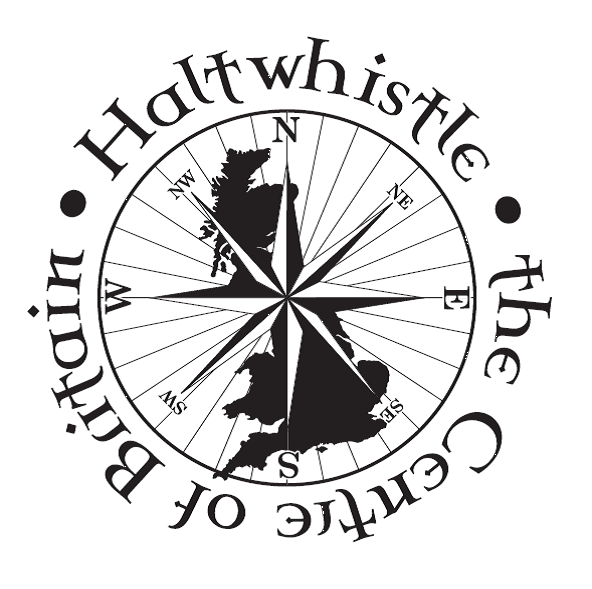 Haltwhistle • the Centre of Britain •
N
NE
E
SE
S
SW
W
NW